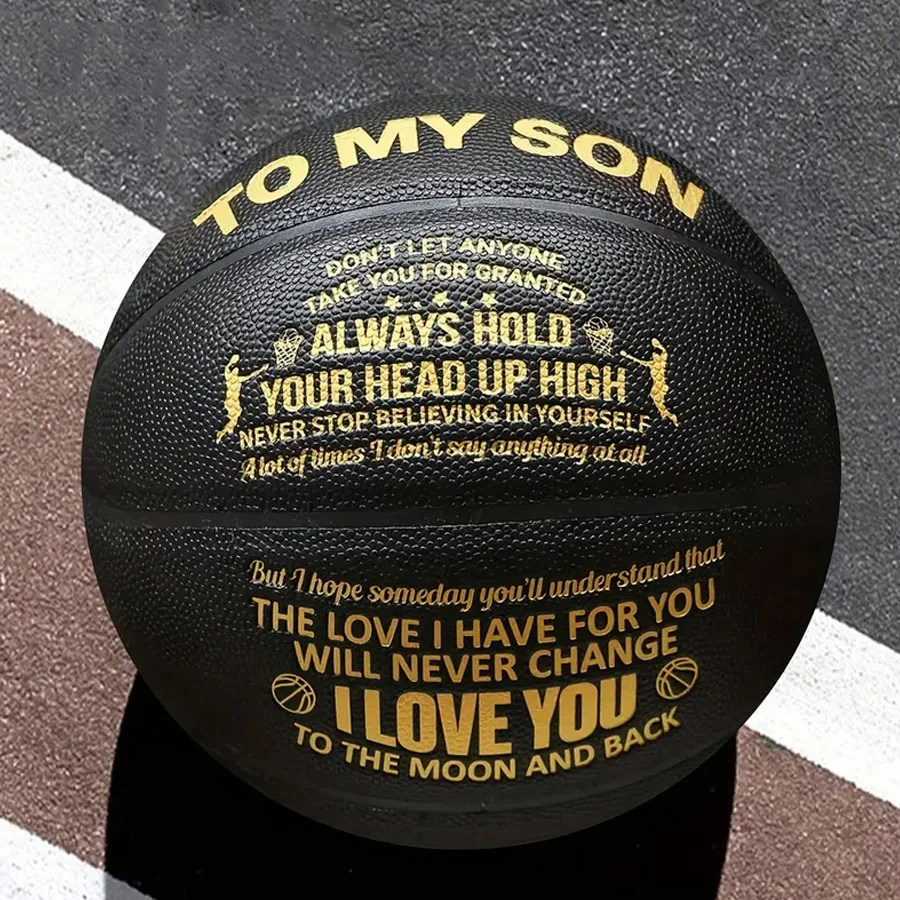 TO MY SON
DON'T LET ANYONE
TAKE YOU FOR GRANTED
ALWAYS HOLD
YOUR HEAD UP HIGH
NEVER STOP BELIEVING IN YOURSELF
A lot of times I don't say anything at all
But I hope someday you'll understand that
THE LOVE I HAVE FOR YOU
WILL NEVER CHANGE
I LOVE YOU
TO THE MOON AND BACK